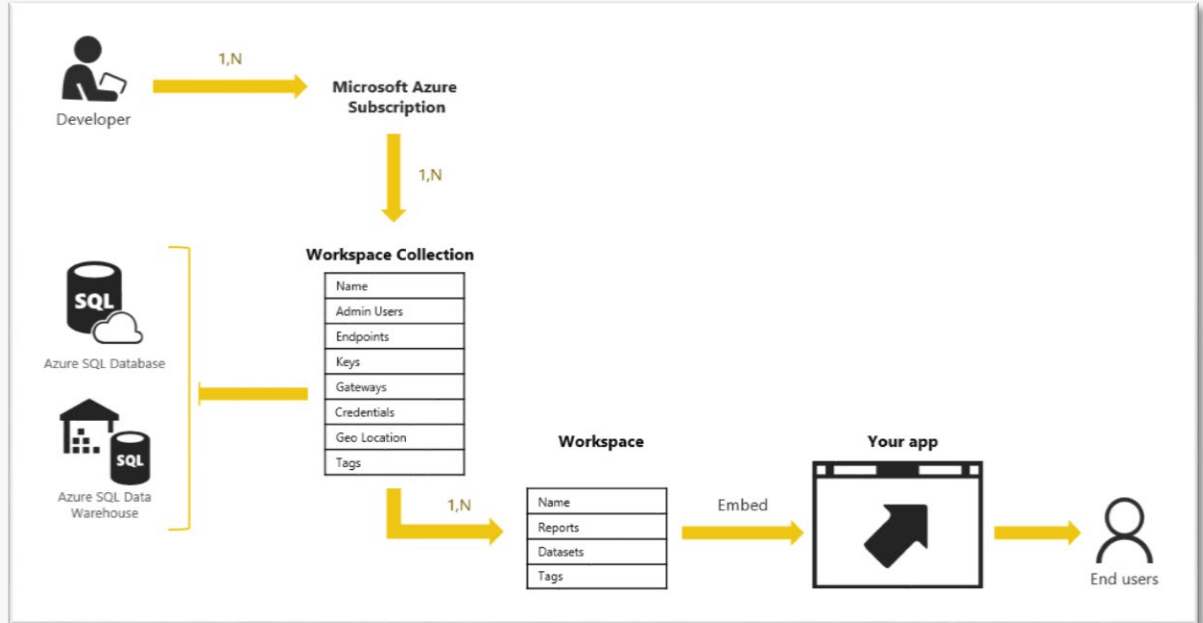 1,N
Developer
Microsoft Azure
Subscription
1,N
Workspace Collection
Name
Admin Users
Endpoints
Keys
Gateways
Credentials
Geo Location
Tags
SQL
Azure SQL Database
SQL
Azure SQL Data
Warehouse
1,N
Workspace
Name
Reports
Datasets
Tags
Embed
Your app
End users